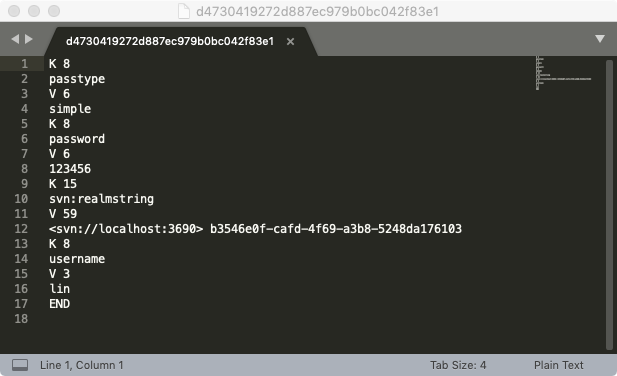 d4730419272d887ec979b0bc042f83e1
d4730419272d887ec979b0bc042f83e1 ×
1 K 8
2 passtype
3 V 6
4 simple
5 K 8
6 password
7 V 6
8 123456
9 K 15
10 svn:realmstring
11 V 59
12 <svn://localhost:3690> b3546e0f-cafd-4f69-a3b8-5248da176103
13 K 8
14 username
15 V 3
16 lin
17 END
18
Line 1, Column 1 Tab Size: 4 Plain Text